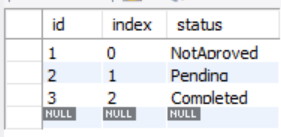 id index status
1 0 NotAproved
2 1 Pending
3 2 Completed
NULL NULL NULL